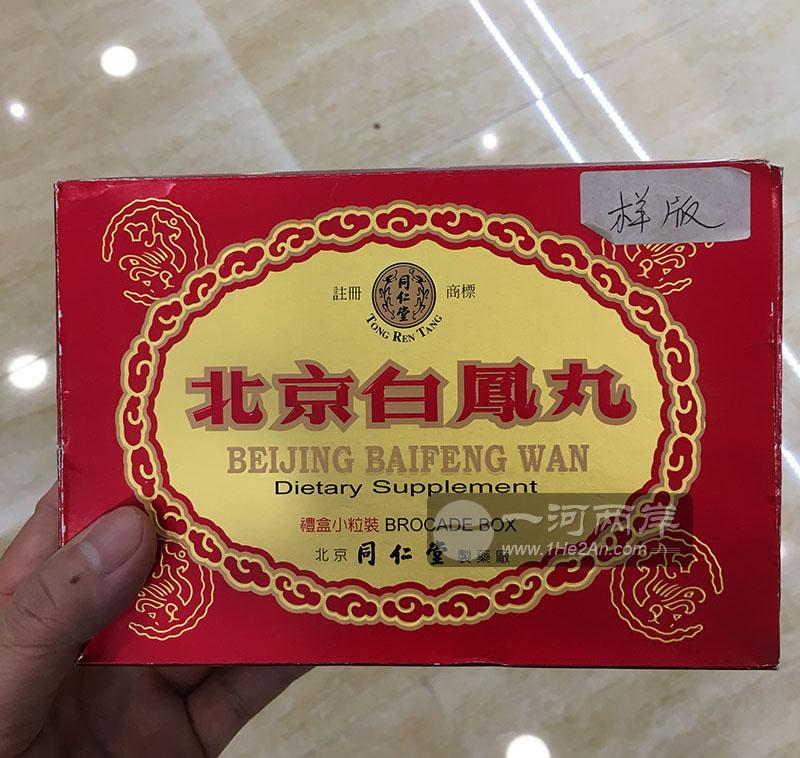 样版
註冊 同仁堂 商標
TONG REN TANG
北京白鳳丸
BEIJING BAIFENG WAN
Dietary Supplement
禮盒小粒裝 BROCADE BOX
北京 同仁堂 製藥廠
一河两岸
www.1He2An.com